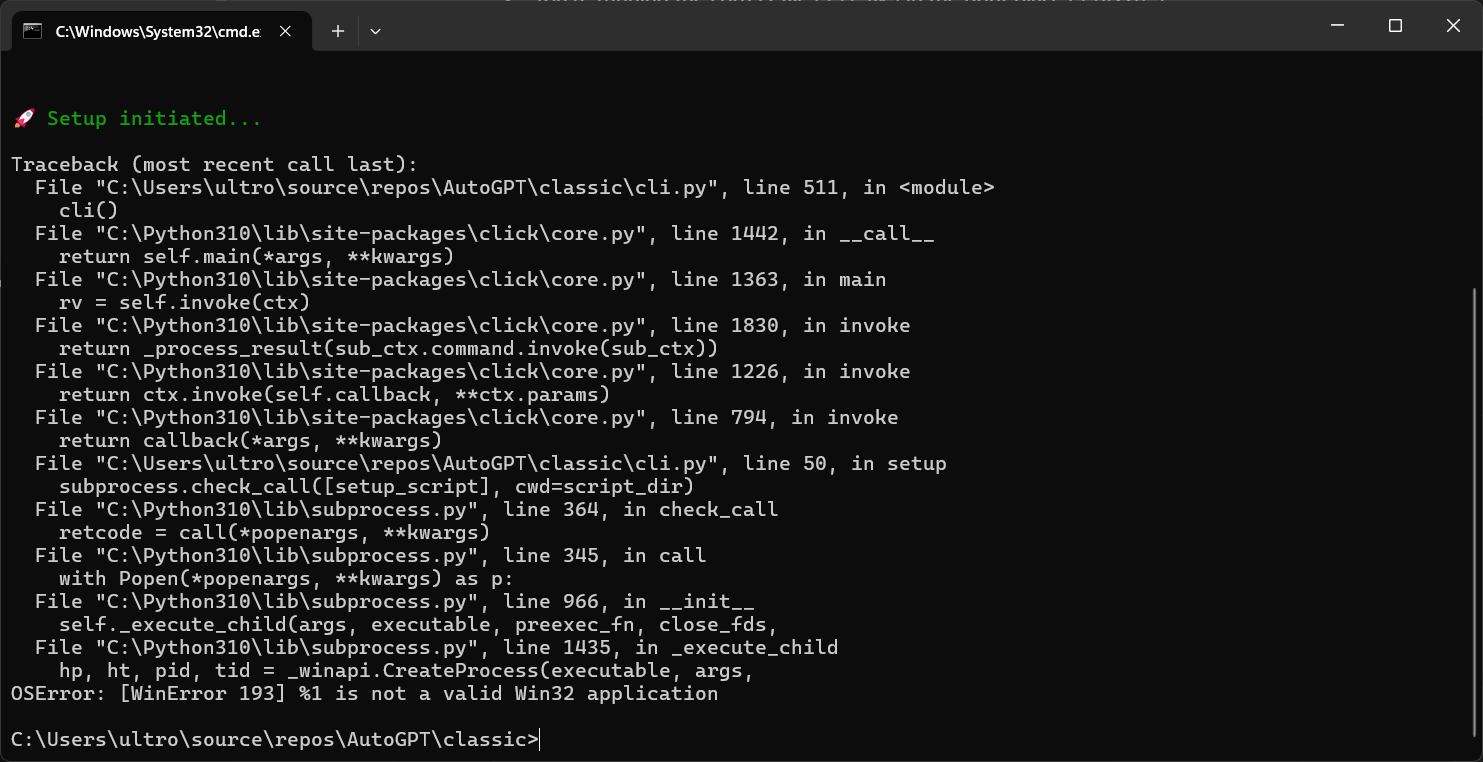 C:\Windows\System32\cmd.e
🚀 Setup initiated...
Traceback (most recent call last):
  File "C:\Users\ultro\source\repos\AutoGPT\classic\cli.py", line 511, in <module>
    cli()
  File "C:\Python310\lib\site-packages\click\core.py", line 1442, in __call__
    return self.main(*args, **kwargs)
  File "C:\Python310\lib\site-packages\click\core.py", line 1363, in main
    rv = self.invoke(ctx)
  File "C:\Python310\lib\site-packages\click\core.py", line 1830, in invoke
    return _process_result(sub_ctx.command.invoke(sub_ctx))
  File "C:\Python310\lib\site-packages\click\core.py", line 1226, in invoke
    return ctx.invoke(self.callback, **ctx.params)
  File "C:\Python310\lib\site-packages\click\core.py", line 794, in invoke
    return callback(*args, **kwargs)
  File "C:\Users\ultro\source\repos\AutoGPT\classic\cli.py", line 50, in setup
    subprocess.check_call([setup_script], cwd=script_dir)
  File "C:\Python310\lib\subprocess.py", line 364, in check_call
    retcode = call(*popenargs, **kwargs)
  File "C:\Python310\lib\subprocess.py", line 345, in call
    with Popen(*popenargs, **kwargs) as p:
  File "C:\Python310\lib\subprocess.py", line 966, in __init__
    self._execute_child(args, executable, preexec_fn, close_fds,
  File "C:\Python310\lib\subprocess.py", line 1435, in _execute_child
    hp, ht, pid, tid = _winapi.CreateProcess(executable, args,
OSError: [WinError 193] %1 is not a valid Win32 application
C:\Users\ultro\source\repos\AutoGPT\classic>